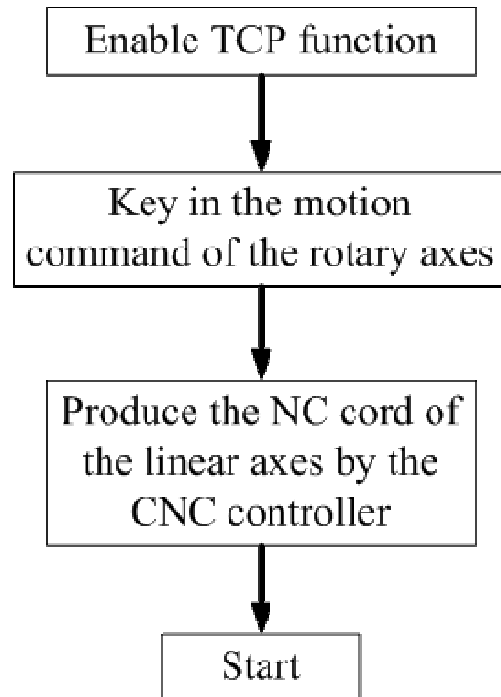 Enable TCP function
Key in the motion
command of the rotary axes
Produce the NC cord of
the linear axes by the
CNC controller
Start